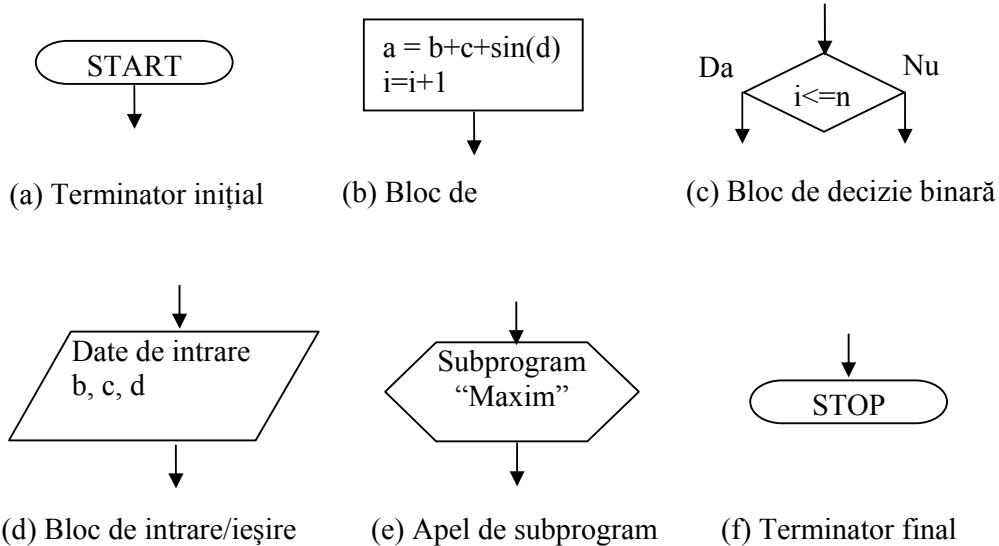 START
a = b+c+sin(d)
i=i+1
Da
Nu
i<=n
(a) Terminator inițial
(b) Bloc de
(c) Bloc de decizie binară
Date de intrare
b, c, d
Subprogram
“Maxim”
STOP
(d) Bloc de intrare/ieşire
(e) Apel de subprogram
(f) Terminator final